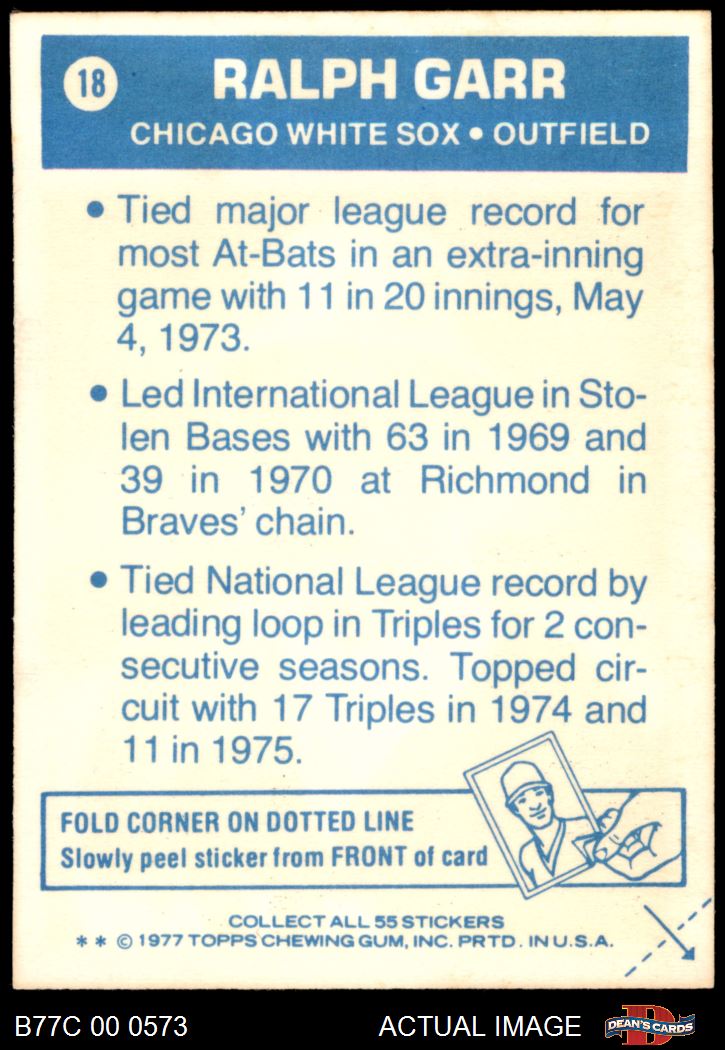 18
RALPH GARR
CHICAGO WHITE SOX • OUTFIELD
• Tied major league record for
most At-Bats in an extra-inning
game with 11 in 20 innings, May
4, 1973.
• Led International League in Sto-
len Bases with 63 in 1969 and
39 in 1970 at Richmond in
Braves' chain.
• Tied National League record by
leading loop in Triples for 2 con-
secutive seasons. Topped cir-
cuit with 17 Triples in 1974 and
11 in 1975.
FOLD CORNER ON DOTTED LINE
Slowly peel sticker from FRONT of card
COLLECT ALL 55 STICKERS
* * © 1977 TOPPS CHEWING GUM, INC. PRTD. IN U.S.A.
B77C 00 0573
ACTUAL IMAGE
D
DEAN'S CARDS